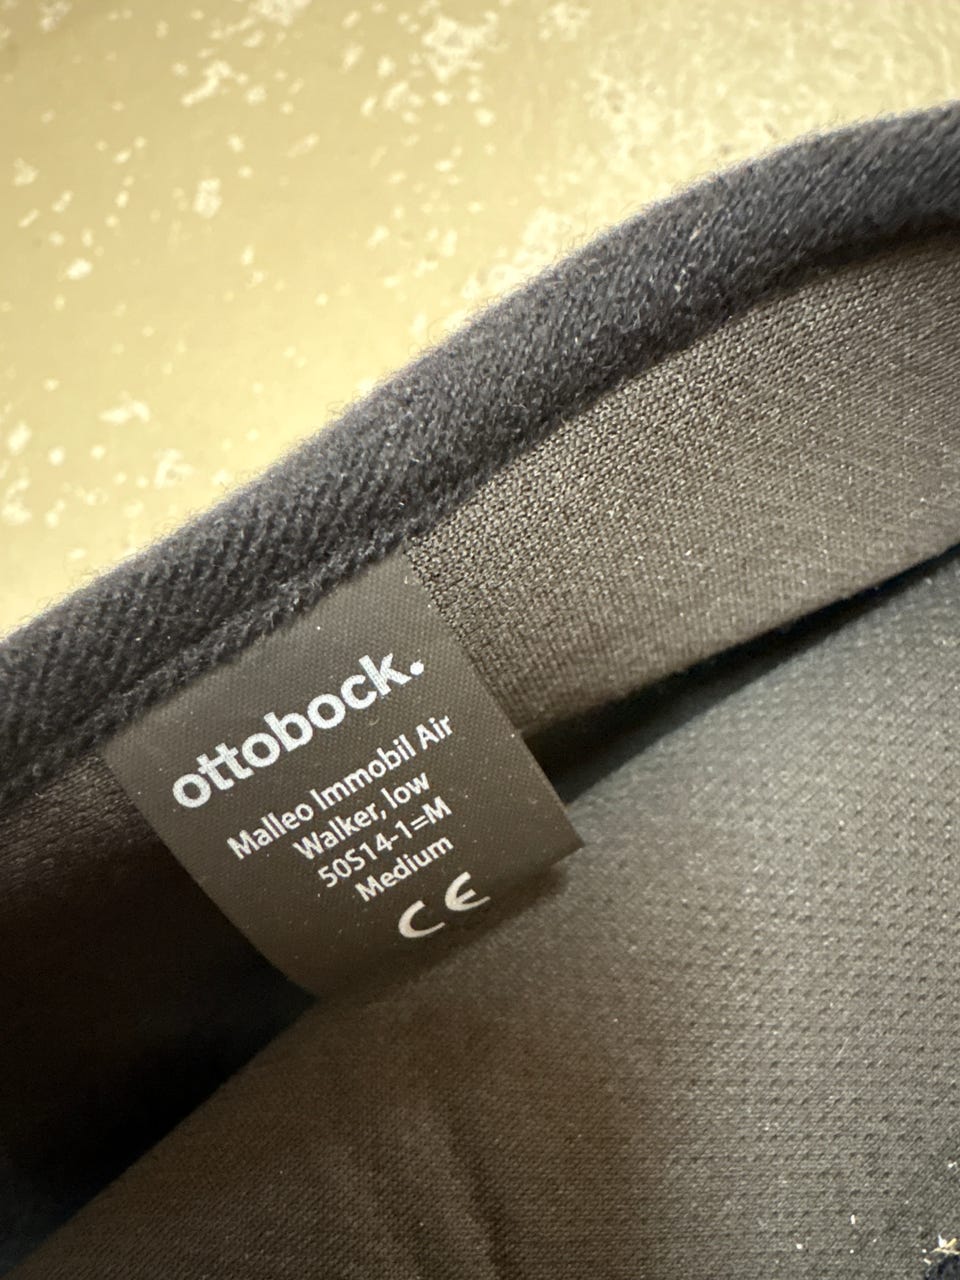 ottobock.
Malleo Immobil Air
Walker, low
50S14-1=M
Medium
CE